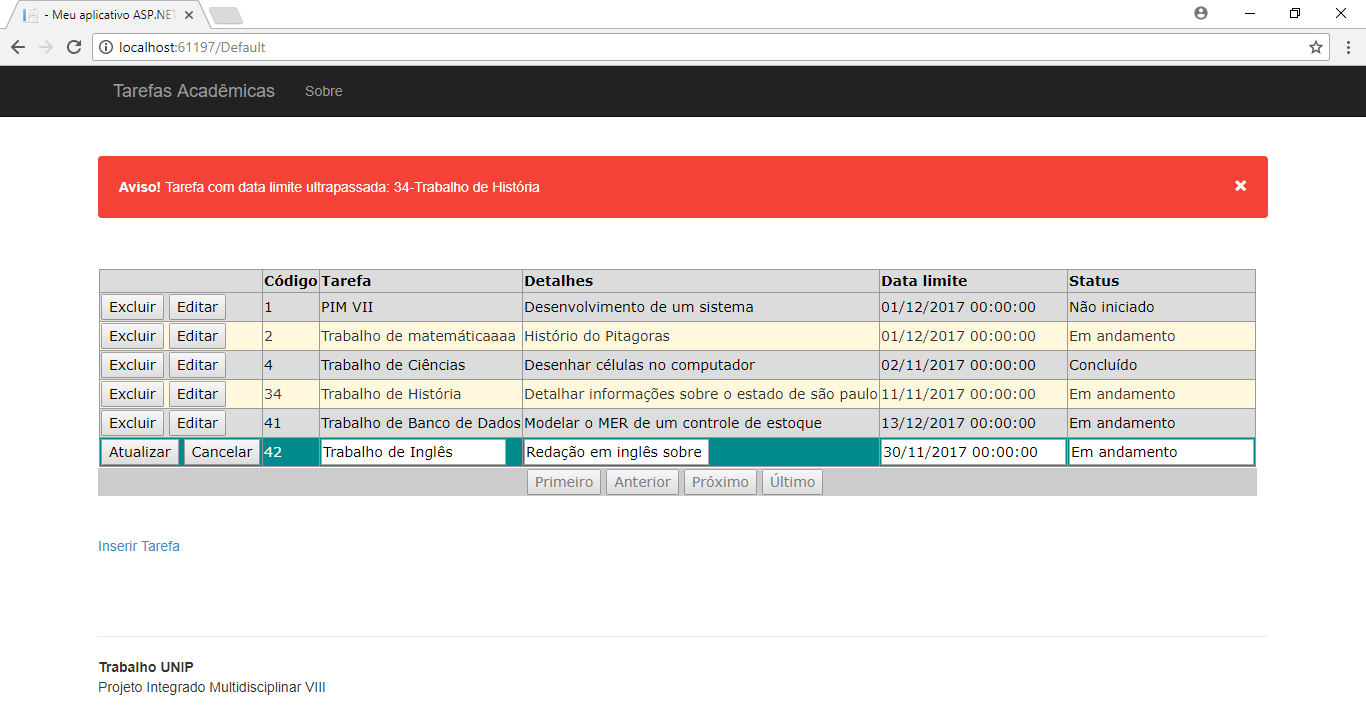 - Meu aplicativo ASP.NET
localhost:61197/Default
Tarefas Acadêmicas Sobre
Aviso! Tarefa com data limite ultrapassada: 34-Trabalho de História
Código Tarefa Detalhes Data limite Status
Excluir Editar 1 PIM VII Desenvolvimento de um sistema 01/12/2017 00:00:00 Não iniciado
Excluir Editar 2 Trabalho de matemáticaaaa Histório do Pitagoras 01/12/2017 00:00:00 Em andamento
Excluir Editar 4 Trabalho de Ciências Desenhar células no computador 02/11/2017 00:00:00 Concluído
Excluir Editar 34 Trabalho de História Detalhar informações sobre o estado de são paulo 11/11/2017 00:00:00 Em andamento
Excluir Editar 41 Trabalho de Banco de Dados Modelar o MER de um controle de estoque 13/12/2017 00:00:00 Em andamento
Atualizar Cancelar 42 Trabalho de Inglês Redação em inglês sobre 30/11/2017 00:00:00 Em andamento
Primeiro Anterior Próximo Último
Inserir Tarefa
Trabalho UNIP
Projeto Integrado Multidisciplinar VIII